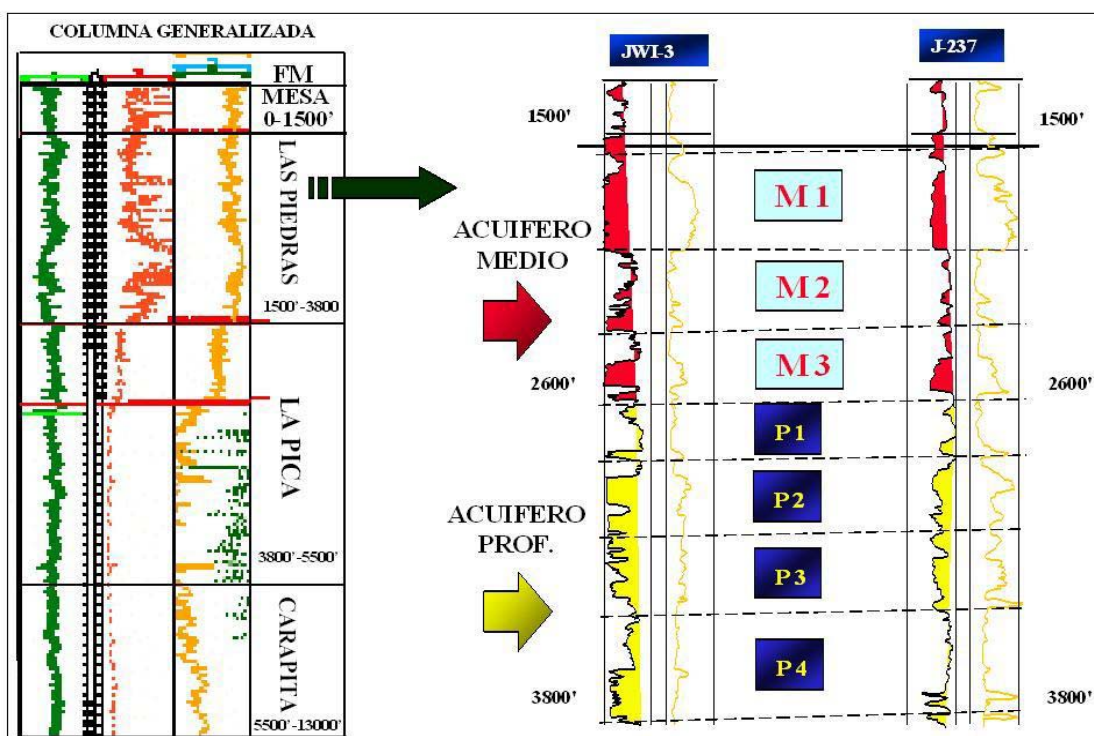 COLUMNA GENERALIZADA
FM
MESA
0-1500'
LAS PIEDRAS
1500'-3800
LA PICA
3800'-5500'
CARAPITA
5500'-13000'
ACUIFERO
MEDIO
ACUIFERO
PROF.
JWI-3
J-237
1500'
1500'
M 1
M 2
M 3
2600'
2600'
P1
P2
P3
P4
3800'
3800'